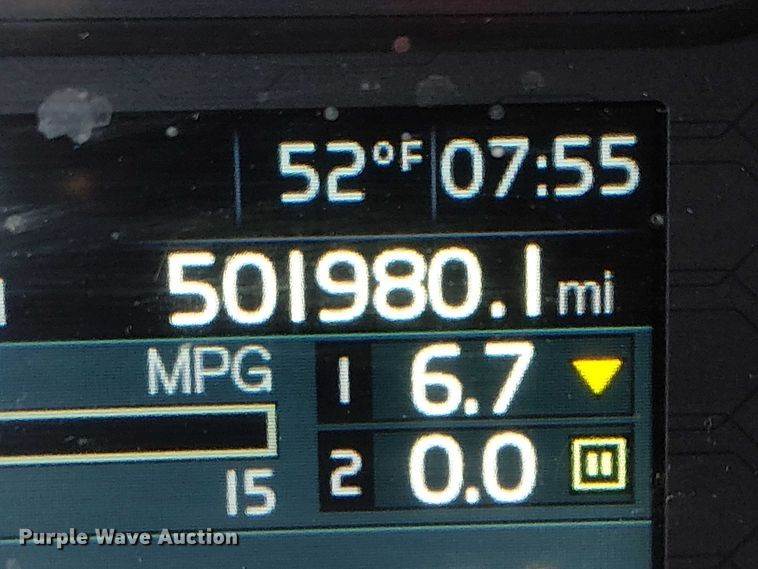 52°F 07:55
501980.1 mi
MPG 1 6.7
2 0.0
15
Purple Wave Auction